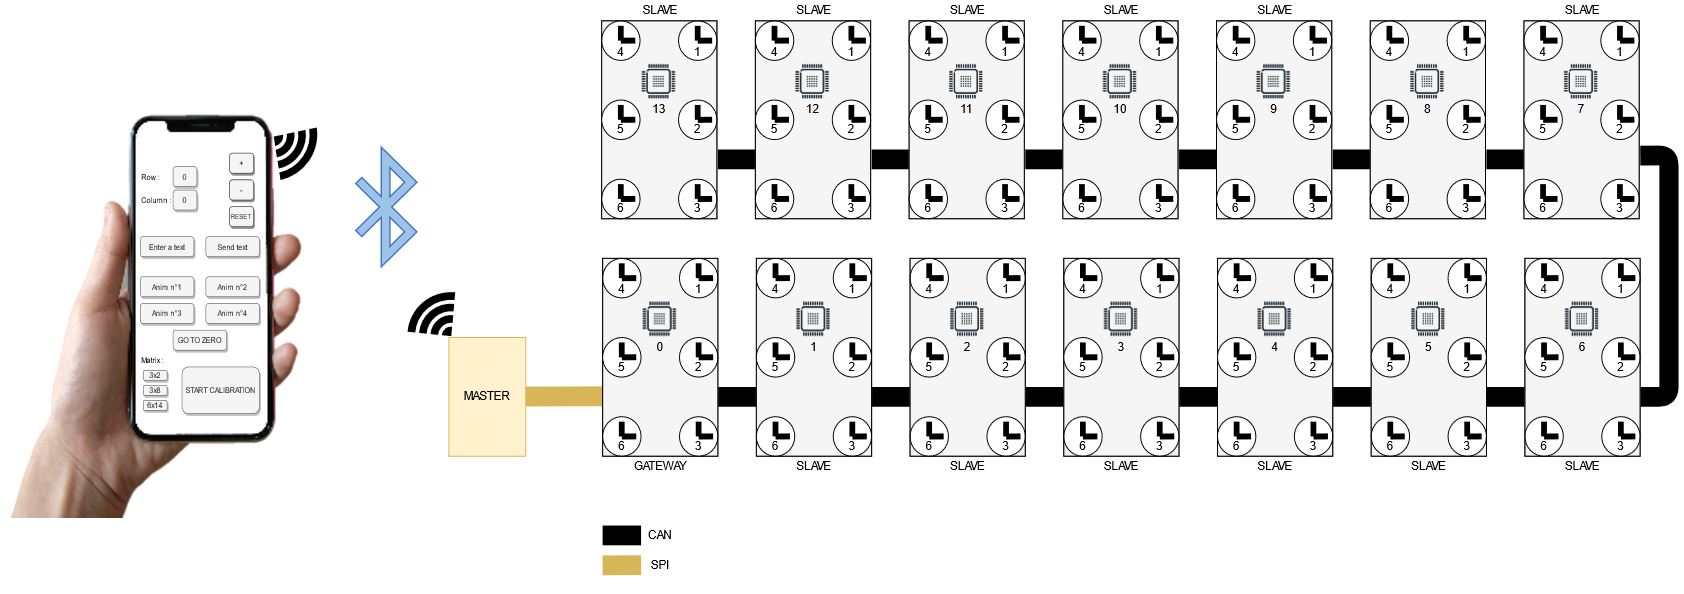 SLAVE SLAVE SLAVE SLAVE SLAVE SLAVE SLAVE
4 1 4 1 4 1 4 1 4 1 4 1 4 1
13 12 11 10 9 8 7
5 2 5 2 5 2 5 2 5 2 5 2 5 2
6 3 6 3 6 3 6 3 6 3 6 3 6 3
+
Row : 0
-
Column : 0
RESET
Enter a text Send text
Anim n°1 Anim n°2
Anim n°3 Anim n°4
GO TO ZERO
Matrix :
3x2
3x8
6x14
START CALIBRATION
MASTER
4 1 4 1 4 1 4 1 4 1 4 1 4 1
0 1 2 3 4 5 6
5 2 5 2 5 2 5 2 5 2 5 2 5 2
6 3 6 3 6 3 6 3 6 3 6 3 6 3
GATEWAY SLAVE SLAVE SLAVE SLAVE SLAVE SLAVE
CAN
SPI